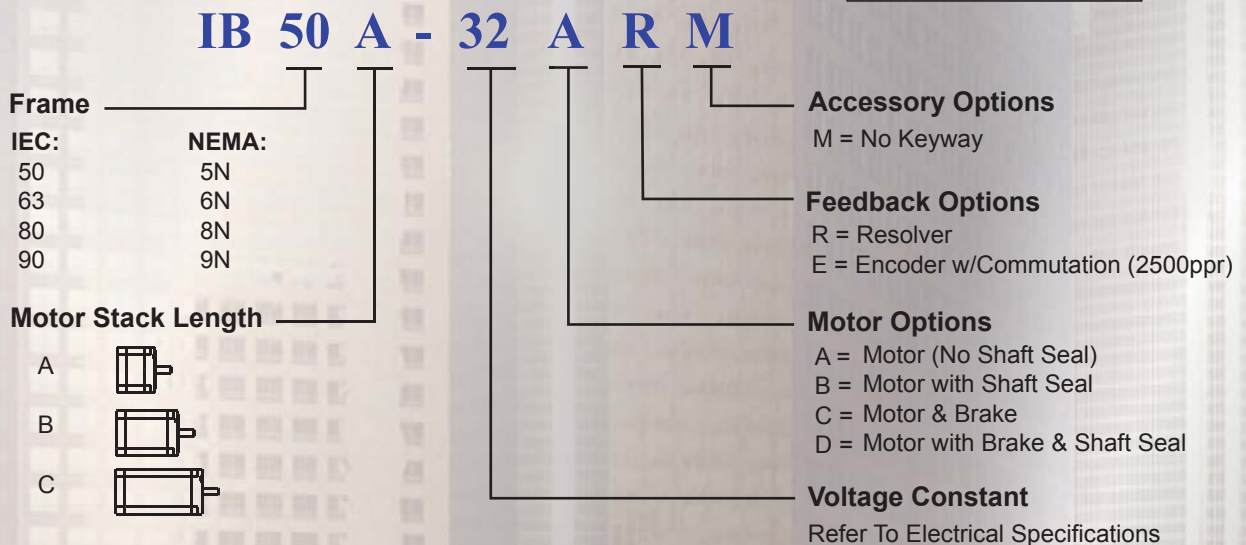 IB 50 A - 32 A R M
Frame
IEC: NEMA:
50 5N
63 6N
80 8N
90 9N
Motor Stack Length
A
B
C
Accessory Options
M = No Keyway
Feedback Options
R = Resolver
E = Encoder w/Commutation (2500ppr)
Motor Options
A = Motor (No Shaft Seal)
B = Motor with Shaft Seal
C = Motor & Brake
D = Motor with Brake & Shaft Seal
Voltage Constant
Refer To Electrical Specifications